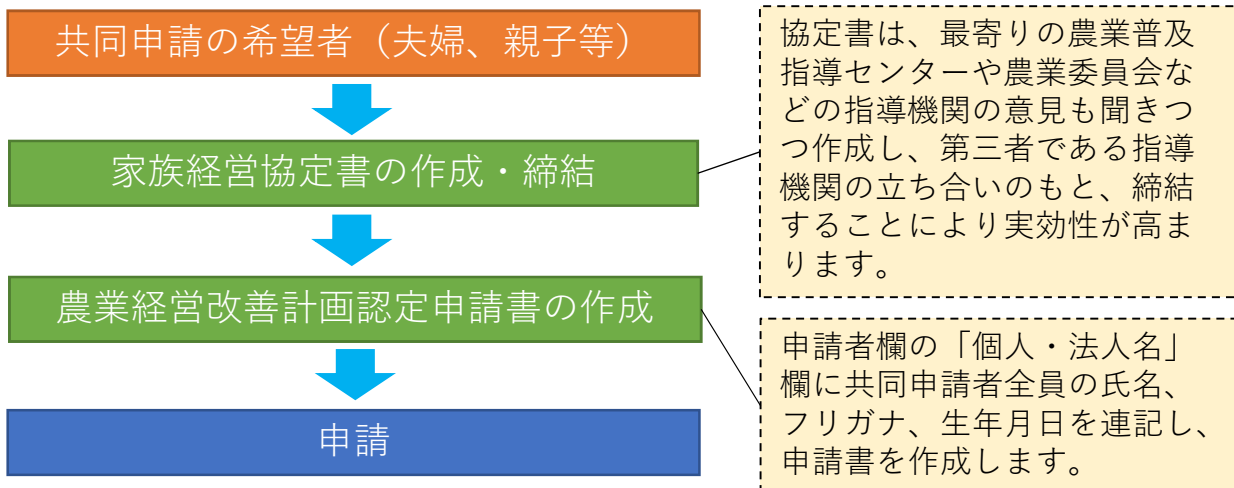 共同申請の希望者（夫婦、親子等）
家族経営協定書の作成・締結
協定書は、最寄りの農業普及
指導センターや農業委員会な
どの指導機関の意見も聞きつ
つ作成し、第三者である指導
機関の立ち合いのもと、締結
することにより実効性が高ま
ります。
農業経営改善計画認定申請書の作成
申請者欄の「個人・法人名」
欄に共同申請者全員の氏名、
フリガナ、生年月日を連記し、
申請書を作成します。
申請